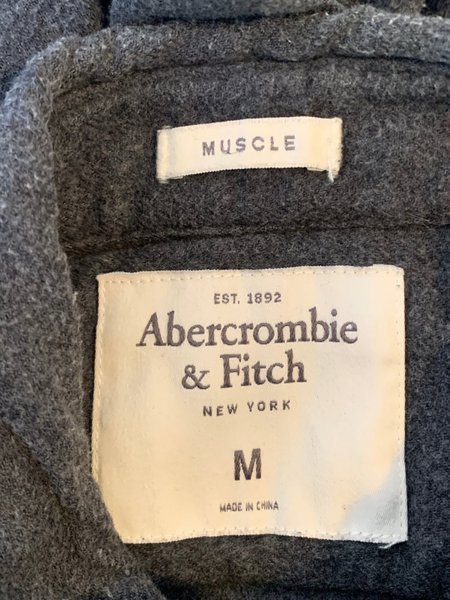 MUSCLE
EST. 1892
Abercrombie
& Fitch
NEW YORK
M
MADE IN CHINA